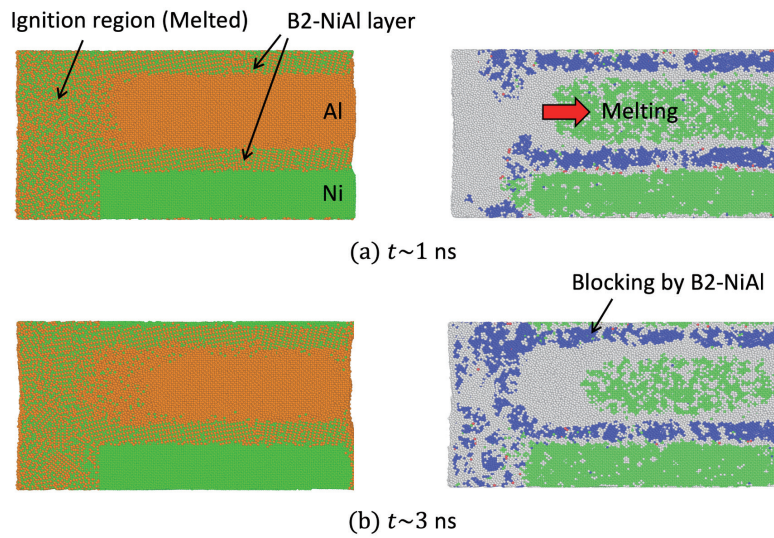 Ignition region (Melted)
B2-NiAl layer
Al
Ni
Melting
(a) t~1 ns
Blocking by B2-NiAl
(b) t~3 ns